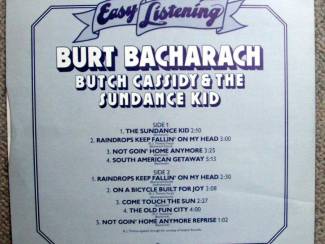 Easy Listening
BURT BACHARACH
BUTCH CASSIDY & THE
SUNDANCE KID
SIDE 1
1. THE SUNDANCE KID 2:10
2. RAINDROPS KEEP FALLIN' ON MY HEAD 3:00
3. NOT GOIN' HOME ANYMORE 3:25
4. SOUTH AMERICAN GETAWAY 5:13
SIDE 2
1. RAINDROPS KEEP FALLIN' ON MY HEAD 2:30
2. ON A BICYCLE BUILT FOR JOY 3:08
3. COME TOUCH THE SUN 2:27
4. THE OLD FUN CITY 4:00
5. NOT GOIN' HOME ANYMORE REPRISE 1:02